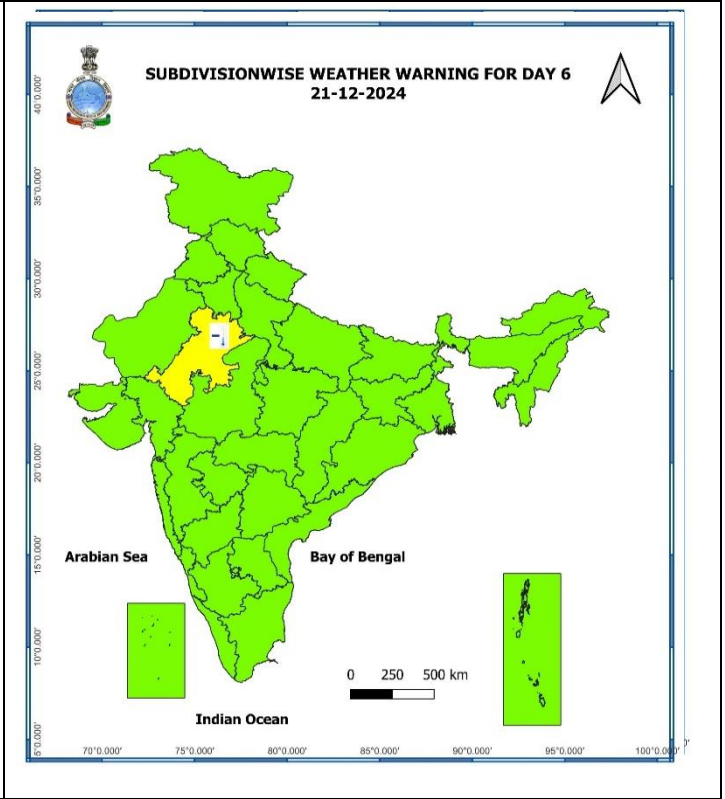 SUBDIVISIONWISE WEATHER WARNING FOR DAY 6
21-12-2024
40°0.000'
35°0.000'
30°0.000'
25°0.000'
20°0.000'
15°0.000'
10°0.000'
5°0.000'
Arabian Sea
Bay of Bengal
0 250 500 km
Indian Ocean
70°0.000' 75°0.000' 80°0.000' 85°0.000' 90°0.000' 95°0.000' 100°0.000'